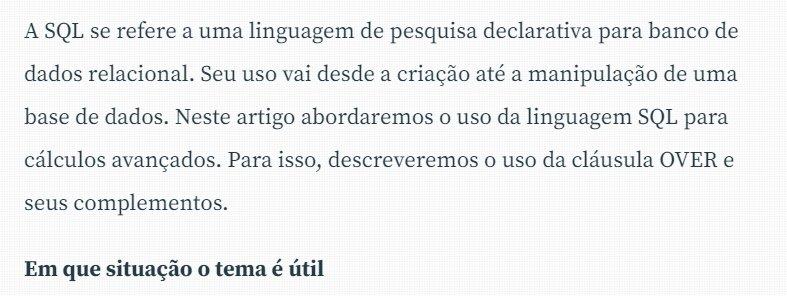 A SQL se refere a uma linguagem de pesquisa declarativa para banco de
dados relacional. Seu uso vai desde a criação até a manipulação de uma
base de dados. Neste artigo abordaremos o uso da linguagem SQL para
cálculos avançados. Para isso, descreveremos o uso da cláusula OVER e
seus complementos.
Em que situação o tema é útil